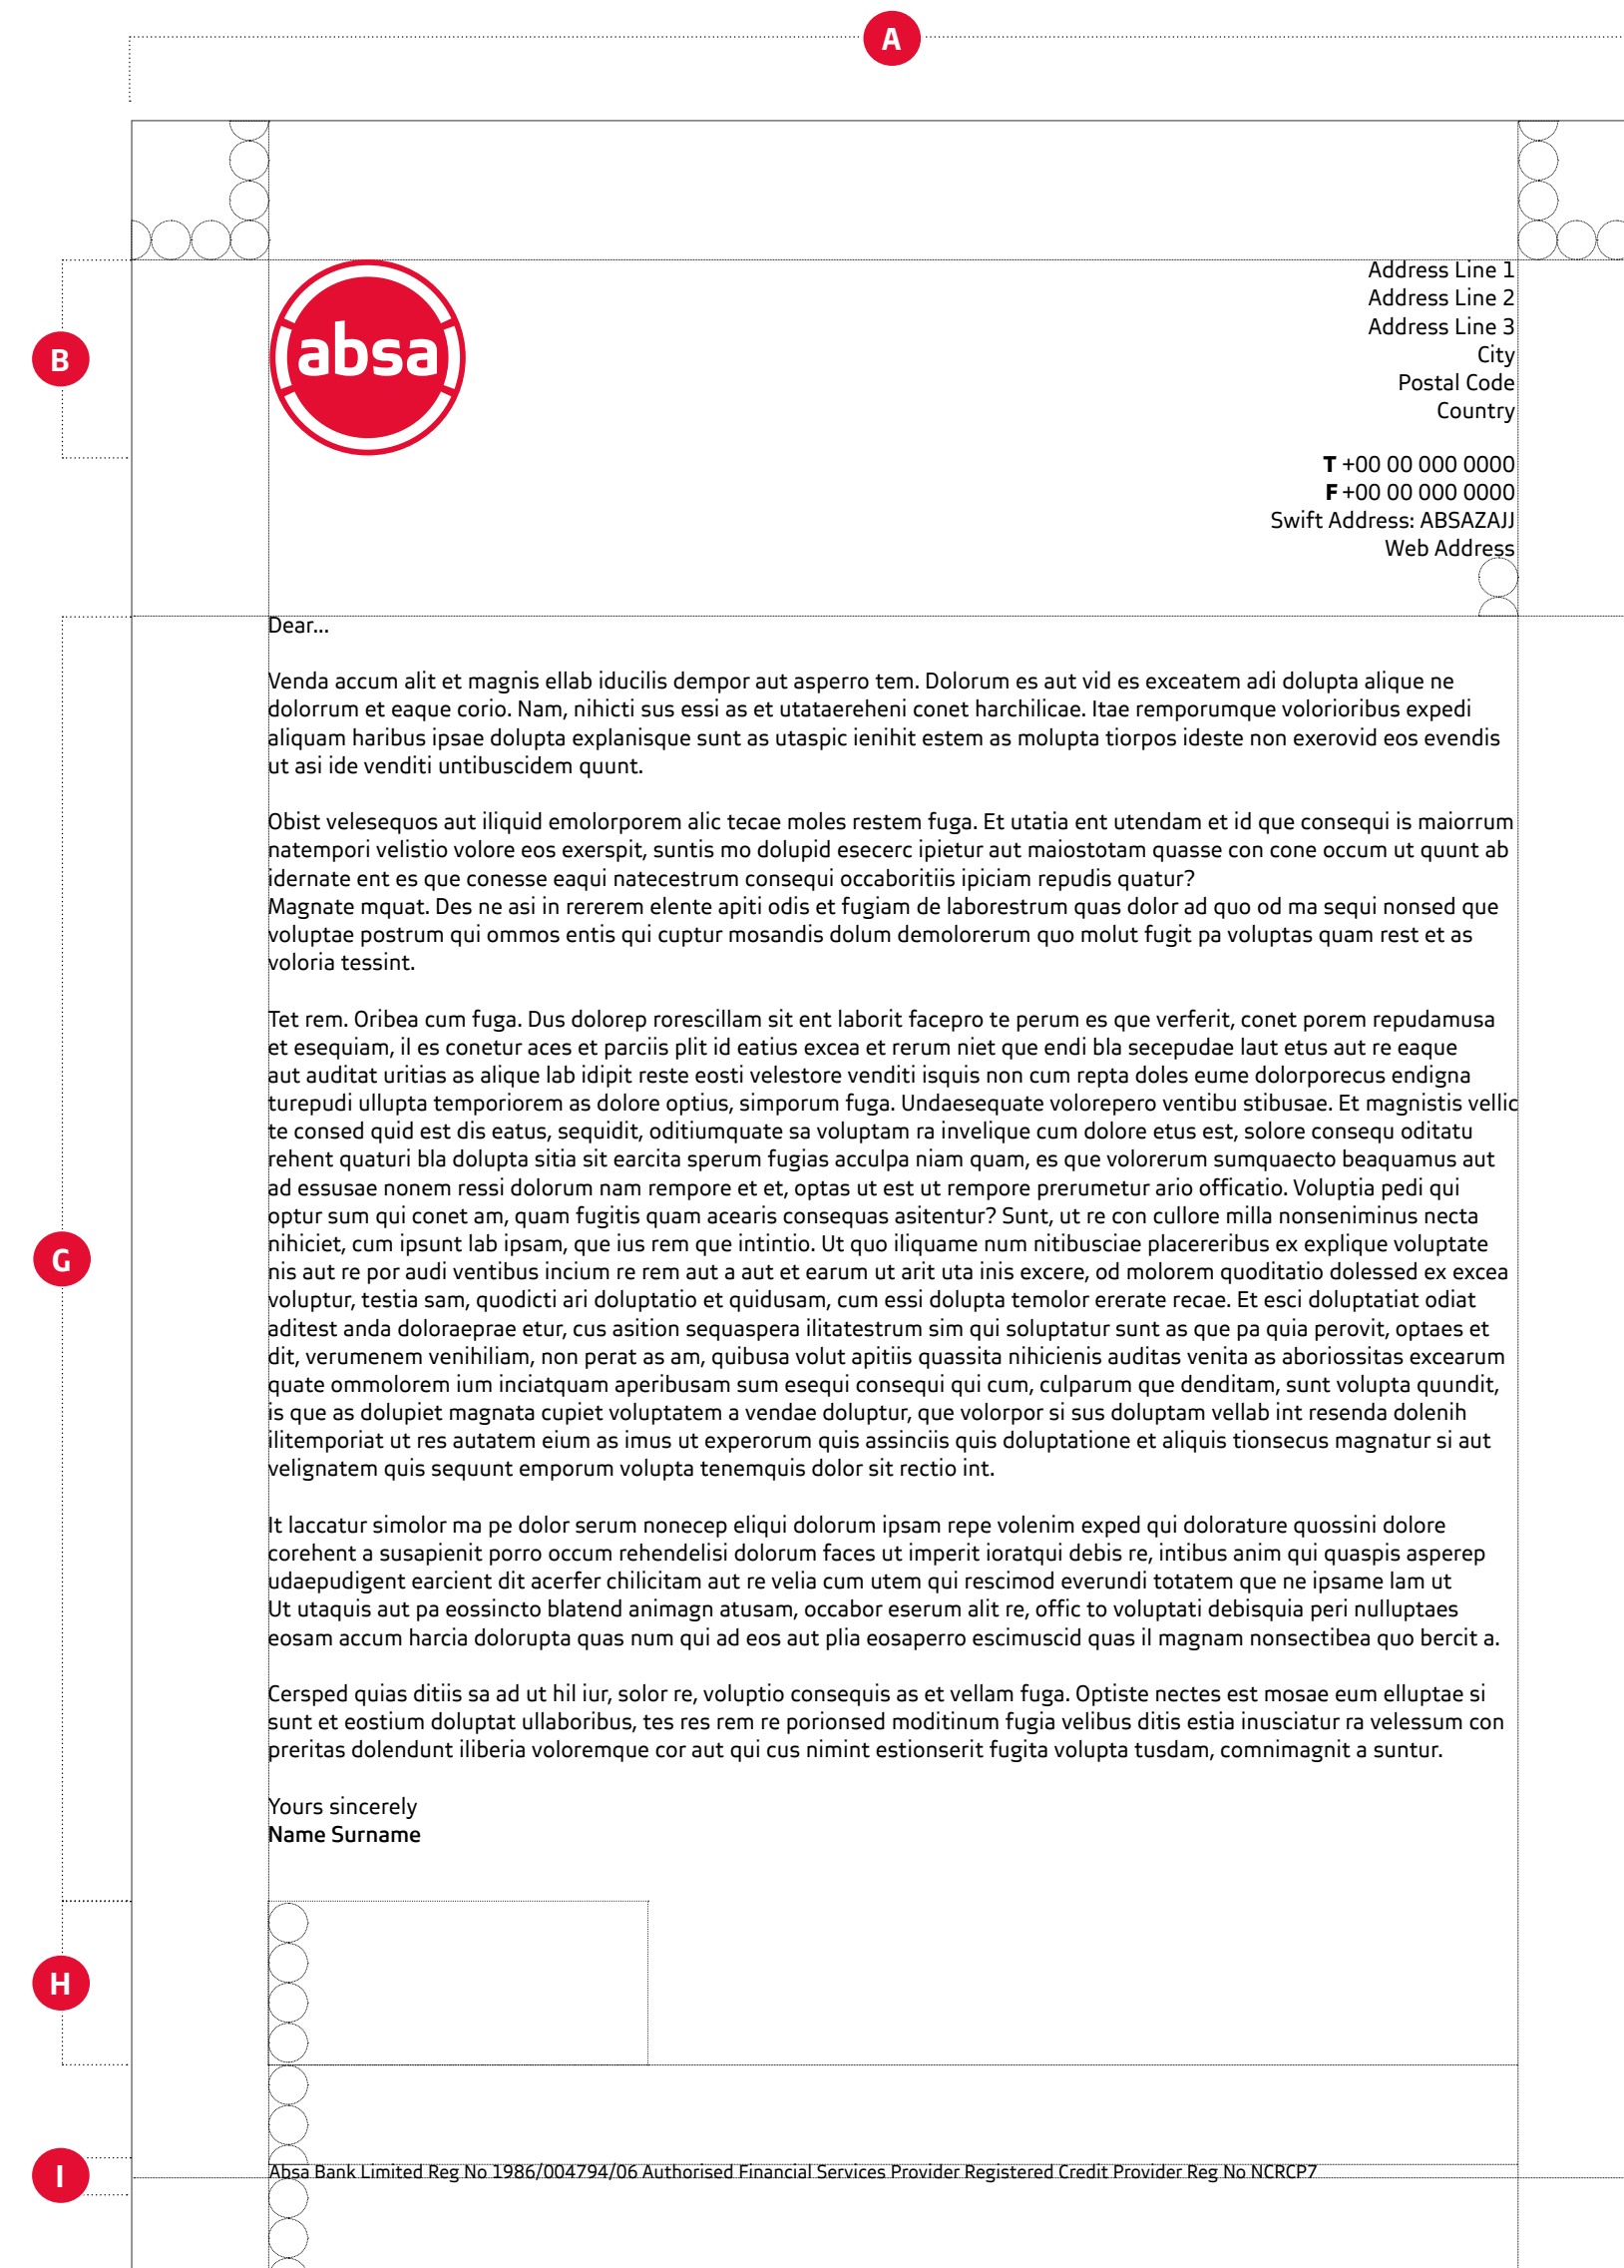 A
B
absa
Address Line 1
Address Line 2
Address Line 3
City
Postal Code
Country
T +00 00 000 0000
F +00 00 000 0000
Swift Address: ABSAZAJJ
Web Address
Dear...
Venda accum alit et magnis ellab iducilis dempor aut asperro tem. Dolorum es aut vid es exceatem adi dolupta alique ne
dolorrum et eaque corio. Nam, nihicti sus essi as et utataereheni conet harchilicae. Itae remporumque volorioribus expedi
aliquam haribus ipsae dolupta explanisque sunt as utaspic ienihit estem as molupta tiorpos ideste non exerovid eos evendis
ut asi ide venditi untibuscidem quunt.
Obist velesequos aut iliquid emolorporem alic tecae moles restem fuga. Et utatia ent utendam et id que consequi is maiorrum
natempori velistio volore eos exerspit, suntis mo dolupid esecerc ipietur aut maiostotam quasse con cone occum ut quunt ab
idernate ent es que conesse eaqui natecestrum consequi occaboritiis ipiciam repudis quatur?
Magnate mquat. Des ne asi in rererem elente apiti odis et fugiam de laborestrum quas dolor ad quo od ma sequi nonsed que
voluptae postrum qui ommos entis qui cuptur mosandis dolum demolorerum quo molut fugit pa voluptas quam rest et as
voloria tessint.
Tet rem. Oribea cum fuga. Dus dolorep rorescillam sit ent laborit facepro te perum es que verferit, conet porem repudamusa
et esequiam, il es conetur aces et parciis plit id eatius excea et rerum niet que endi bla secepudae laut etus aut re eaque
aut auditat uritias as alique lab idipit reste eosti velestore venditi isquis non cum repta doles eume dolorporecus endigna
turepudi ullupta temporiorem as dolore optius, simporum fuga. Undaesequate volorepero ventibu stibusae. Et magnistis vellic
te consed quid est dis eatus, sequidit, oditiumquate sa voluptam ra invelique cum dolore etus est, solore consequ oditatu
rehent quaturi bla dolupta sitia sit earcita sperum fugias acculpa niam quam, es que volorerum sumquaecto beaquamus aut
ad essusae nonem ressi dolorum nam rempore et et, optas ut est ut rempore prerumetur ario officatio. Voluptia pedi qui
optur sum qui conet am, quam fugitis quam acearis consequas asitentur? Sunt, ut re con cullore milla nonseniminus necta
G
nihiciet, cum ipsunt lab ipsam, que ius rem que intintio. Ut quo iliquame num nitibusciae placereribus ex explique voluptate
nis aut re por audi ventibus incium re rem aut a aut et earum ut arit uta inis excere, od molorem quoditatio dolessed ex excea
voluptur, testia sam, quodicti ari doluptatio et quidusam, cum essi dolupta temolor ererate recae. Et esci doluptatiat odiat
aditest anda doloraeprae etur, cus asition sequaspera ilitatestrum sim qui soluptatur sunt as que pa quia perovit, optaes et
dit, verumenem venihiliam, non perat as am, quibusa volut apitiis quassita nihicienis auditas venita as aboriossitas excearum
quate ommolorem ium inciatquam aperibusam sum esequi consequi qui cum, culparum que denditam, sunt volupta quundit,
is que as dolupiet magnata cupiet voluptatem a vendae doluptur, que volorpor si sus doluptam vellab int resenda dolenih
ilitemporiat ut res autatem eium as imus ut experorum quis assinciis quis doluptatione et aliquis tionsecus magnatur si aut
velignatem quis sequunt emporum volupta tenemquis dolor sit rectio int.
It laccatur simolor ma pe dolor serum nonecep eliqui dolorum ipsam repe volenim exped qui dolorature quossini dolore
corehent a susapienit porro occum rehendelisi dolorum faces ut imperit ioratqui debis re, intibus anim qui quaspis asperep
udaepudigent earcient dit acerfer chilicitam aut re velia cum utem qui rescimod everundi totatem que ne ipsame lam ut
Ut utaquis aut pa eossincto blatend animagn atusam, occabor eserum alit re, offic to voluptati debisquia peri nulluptaes
eosam accum harcia dolorupta quas num qui ad eos aut plia eosaperro escimuscid quas il magnam nonsectibea quo bercit a.
Cersped quias ditiis sa ad ut hil iur, solor re, voluptio consequis as et vellam fuga. Optiste nectes est mosae eum elluptae si
sunt et eostium doluptat ullaboribus, tes res rem re porionsed moditinum fugia velibus ditis estia inusciatur ra velessum con
preritas dolendunt iliberia voloremque cor aut qui cus nimint estionserit fugita volupta tusdam, comnimagnit a suntur.
Yours sincerely
Name Surname
H
I
Absa Bank Limited Reg No 1986/004794/06 Authorised Financial Services Provider Registered Credit Provider Reg No NCRCP7